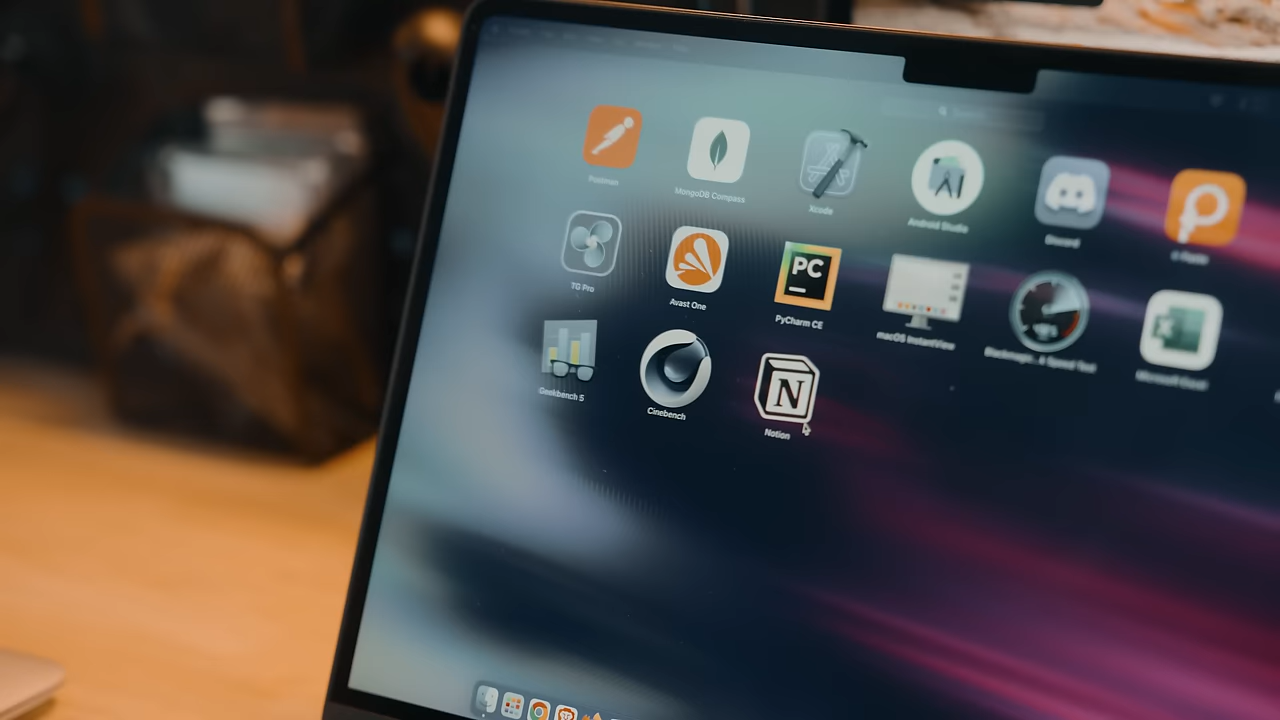 Postman
MongoDB Compass
Xcode
Android Studio
Discord
TG Pro
Avast One
PC
PyCharm CE
macOS InstantView
Microsoft Excel
Geekbench 5
Cinebench
N
Notion